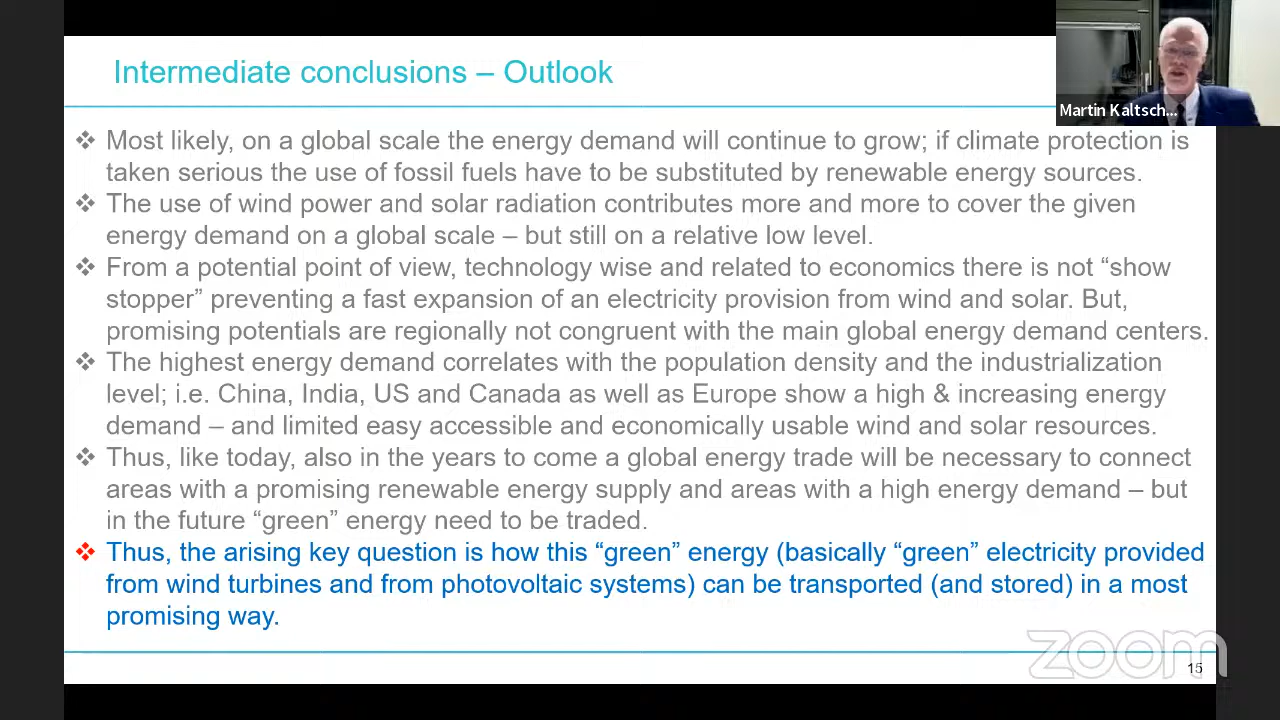 Intermediate conclusions – Outlook
Martin Kaltsch...
❖ Most likely, on a global scale the energy demand will continue to grow; if climate protection is
taken serious the use of fossil fuels have to be substituted by renewable energy sources.
❖ The use of wind power and solar radiation contributes more and more to cover the given
energy demand on a global scale – but still on a relative low level.
❖ From a potential point of view, technology wise and related to economics there is not “show
stopper” preventing a fast expansion of an electricity provision from wind and solar. But,
promising potentials are regionally not congruent with the main global energy demand centers.
❖ The highest energy demand correlates with the population density and the industrialization
level; i.e. China, India, US and Canada as well as Europe show a high & increasing energy
demand – and limited easy accessible and economically usable wind and solar resources.
❖ Thus, like today, also in the years to come a global energy trade will be necessary to connect
areas with a promising renewable energy supply and areas with a high energy demand – but
in the future “green” energy need to be traded.
❖ Thus, the arising key question is how this “green” energy (basically “green” electricity provided
from wind turbines and from photovoltaic systems) can be transported (and stored) in a most
promising way.
zoom
15